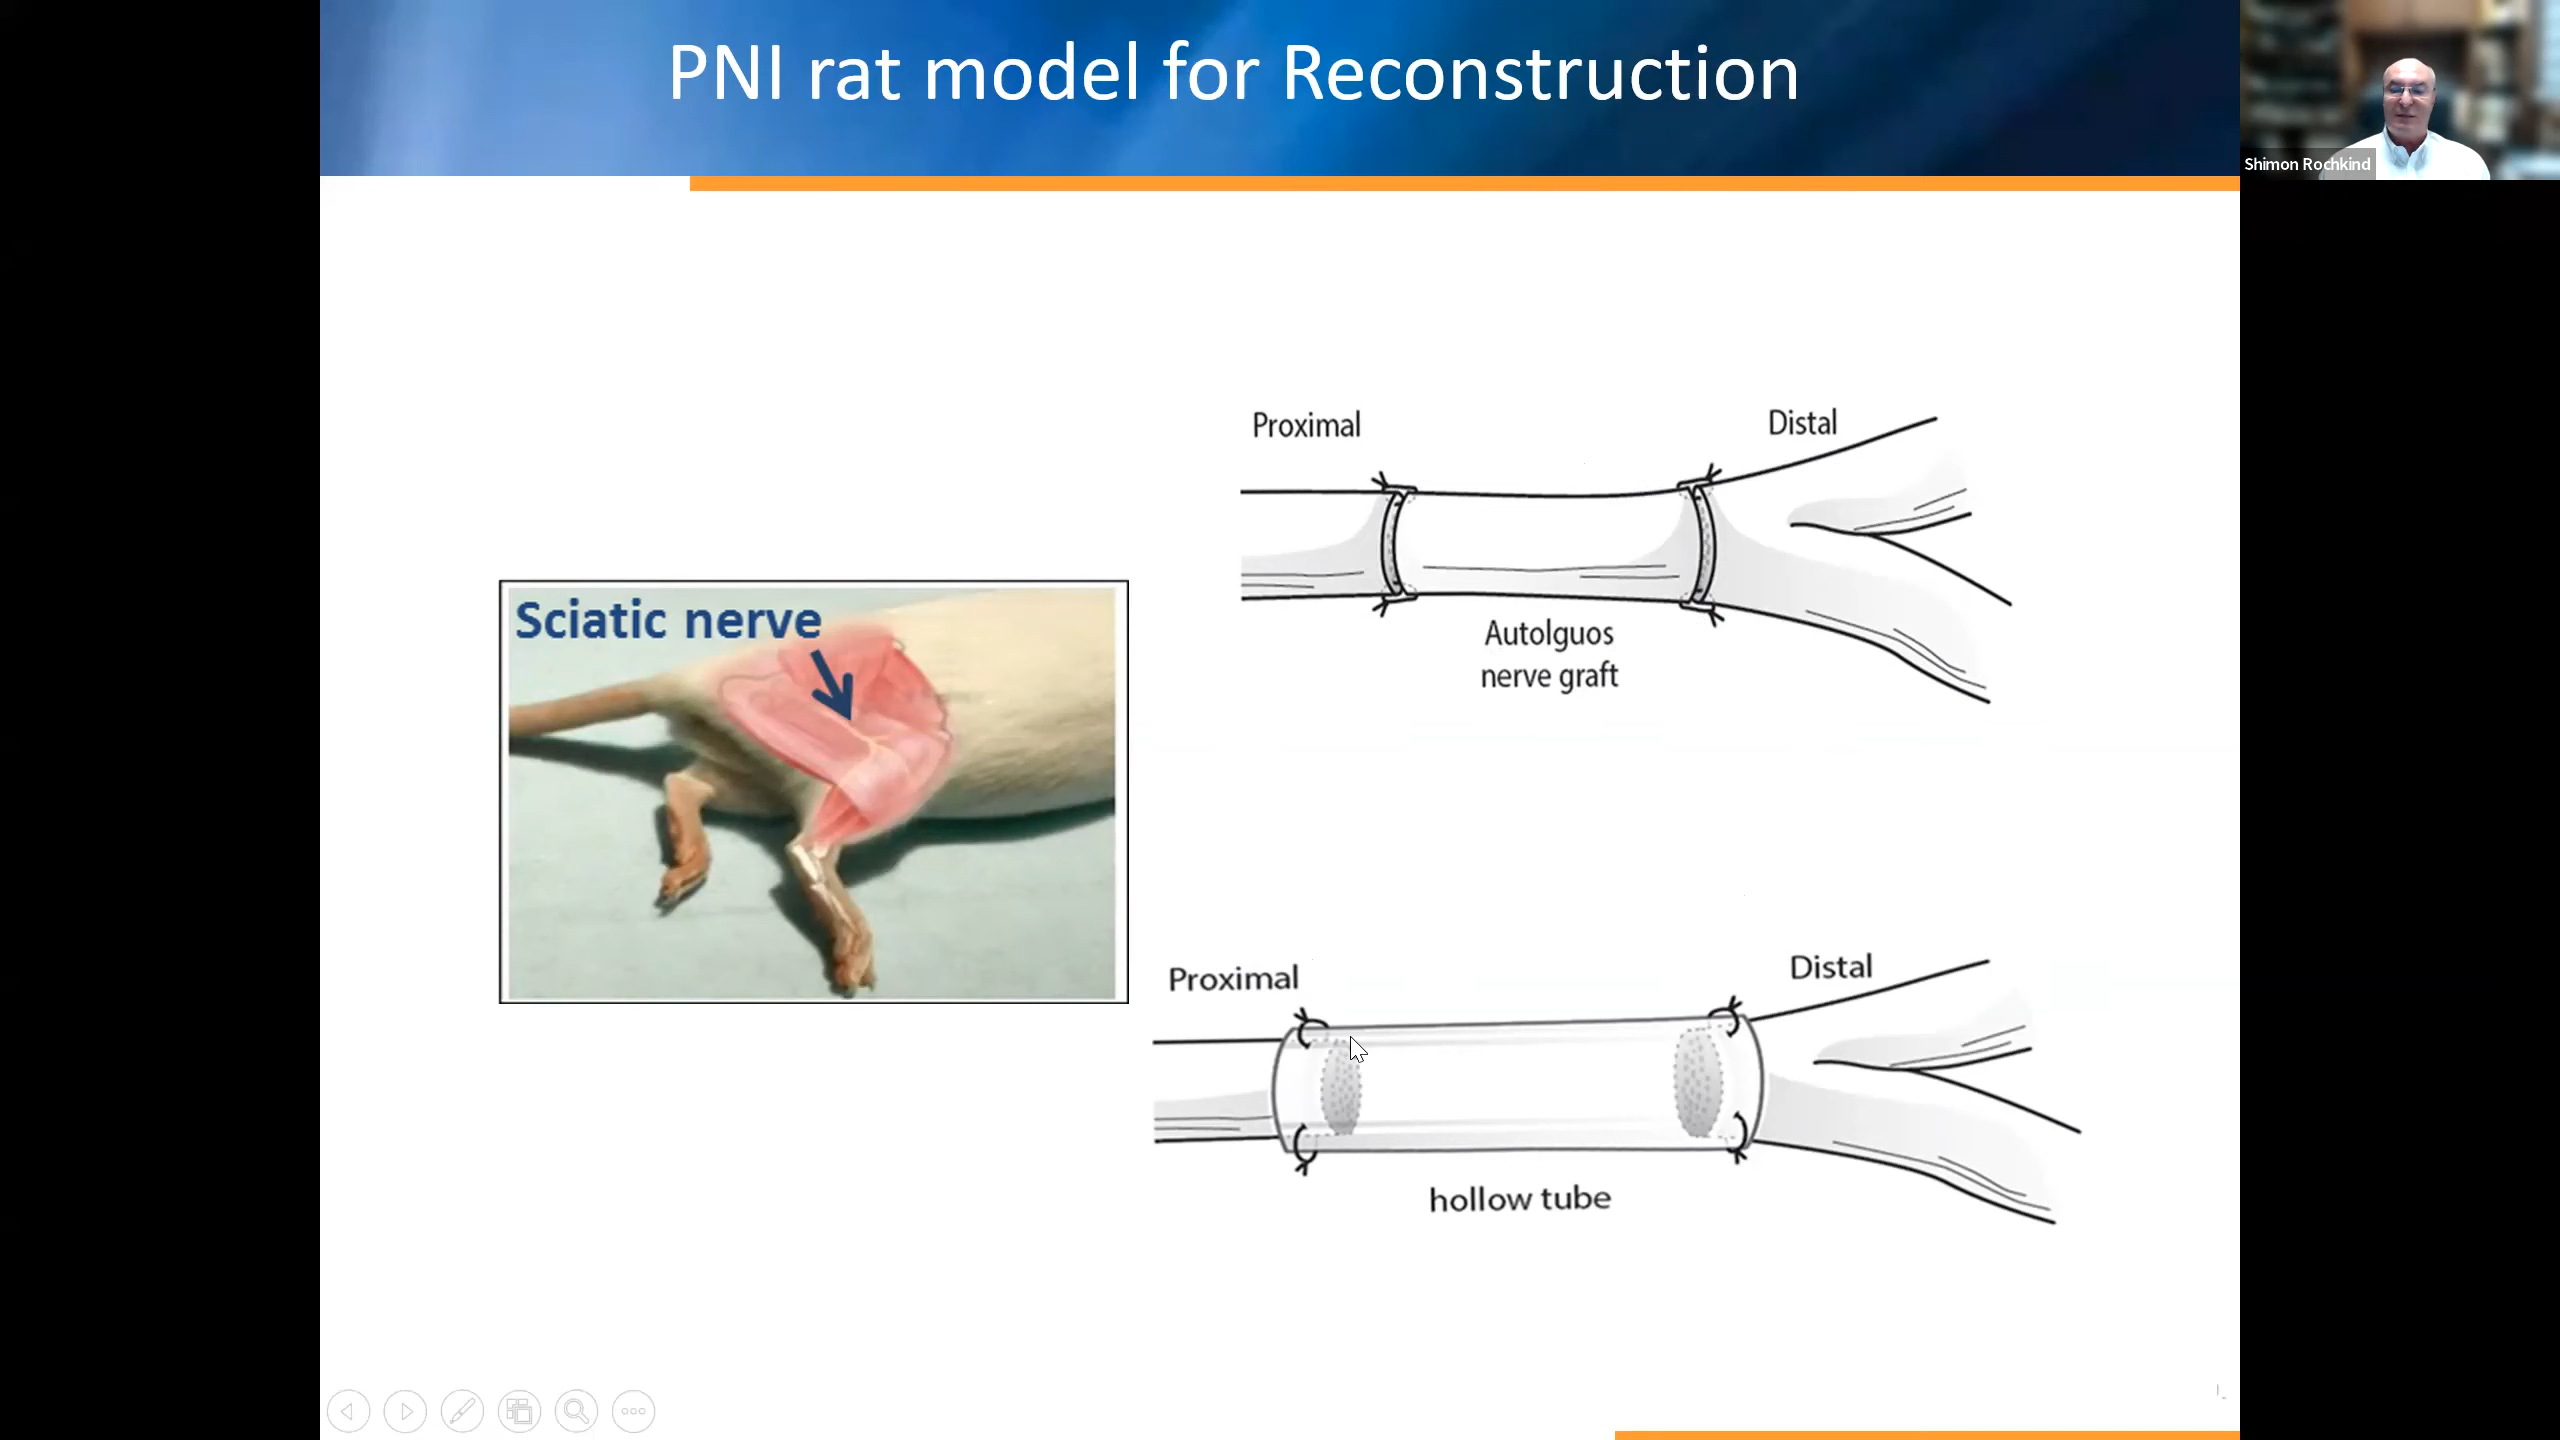 PNI rat model for Reconstruction
Shimon Rochkind
Proximal
Distal
Autolguos
nerve graft
Sciatic nerve
Proximal
Distal
hollow tube